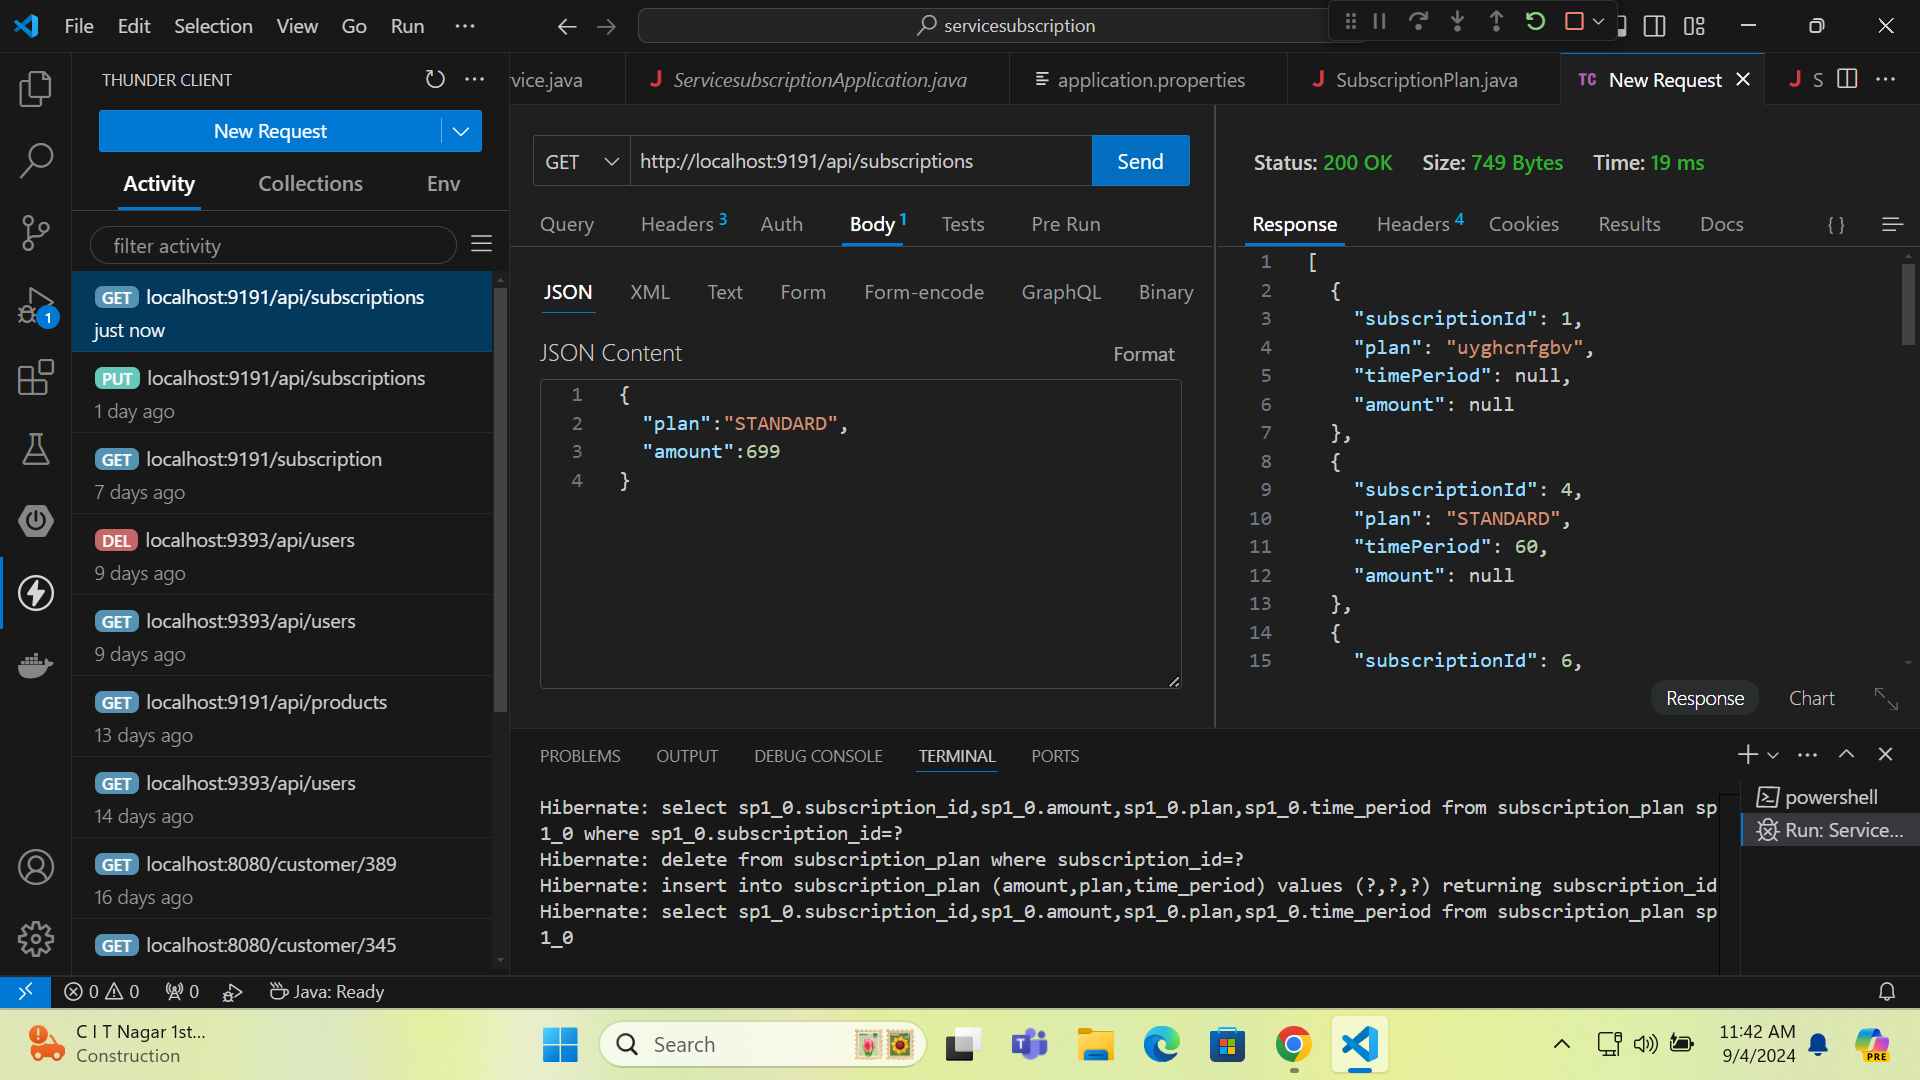 File Edit Selection View Go Run ···
servicesubscription
THUNDER CLIENT
New Request
Activity Collections Env
filter activity
GET localhost:9191/api/subscriptions
just now
PUT localhost:9191/api/subscriptions
1 day ago
GET localhost:9191/subscription
7 days ago
DEL localhost:9393/api/users
9 days ago
GET localhost:9393/api/users
9 days ago
GET localhost:9191/api/products
13 days ago
GET localhost:9393/api/users
14 days ago
GET localhost:8080/customer/389
16 days ago
GET localhost:8080/customer/345
1
rvice.java J ServicesubscriptionApplication.java application.properties J SubscriptionPlan.java TC New Request J S
GET http://localhost:9191/api/subscriptions Send
Query Headers 3 Auth Body 1 Tests Pre Run
JSON XML Text Form Form-encode GraphQL Binary
JSON Content Format
1 {
2 "plan":"STANDARD",
3 "amount":699
4 }
Status: 200 OK Size: 749 Bytes Time: 19 ms
Response Headers 4 Cookies Results Docs { }
1 [
2 {
3 "subscriptionId": 1,
4 "plan": "uyghcnfgbv",
5 "timePeriod": null,
6 "amount": null
7 },
8 {
9 "subscriptionId": 4,
10 "plan": "STANDARD",
11 "timePeriod": 60,
12 "amount": null
13 },
14 {
15 "subscriptionId": 6,
Response Chart
PROBLEMS OUTPUT DEBUG CONSOLE TERMINAL PORTS
Hibernate: select sp1_0.subscription_id,sp1_0.amount,sp1_0.plan,sp1_0.time_period from subscription_plan sp
1_0 where sp1_0.subscription_id=?
Hibernate: delete from subscription_plan where subscription_id=?
Hibernate: insert into subscription_plan (amount,plan,time_period) values (?,?,?) returning subscription_id
Hibernate: select sp1_0.subscription_id,sp1_0.amount,sp1_0.plan,sp1_0.time_period from subscription_plan sp
1_0
powershell
Run: Service...
0 0 0 Java: Ready
C I T Nagar 1st...
Construction
Search
11:42 AM
9/4/2024
PRE